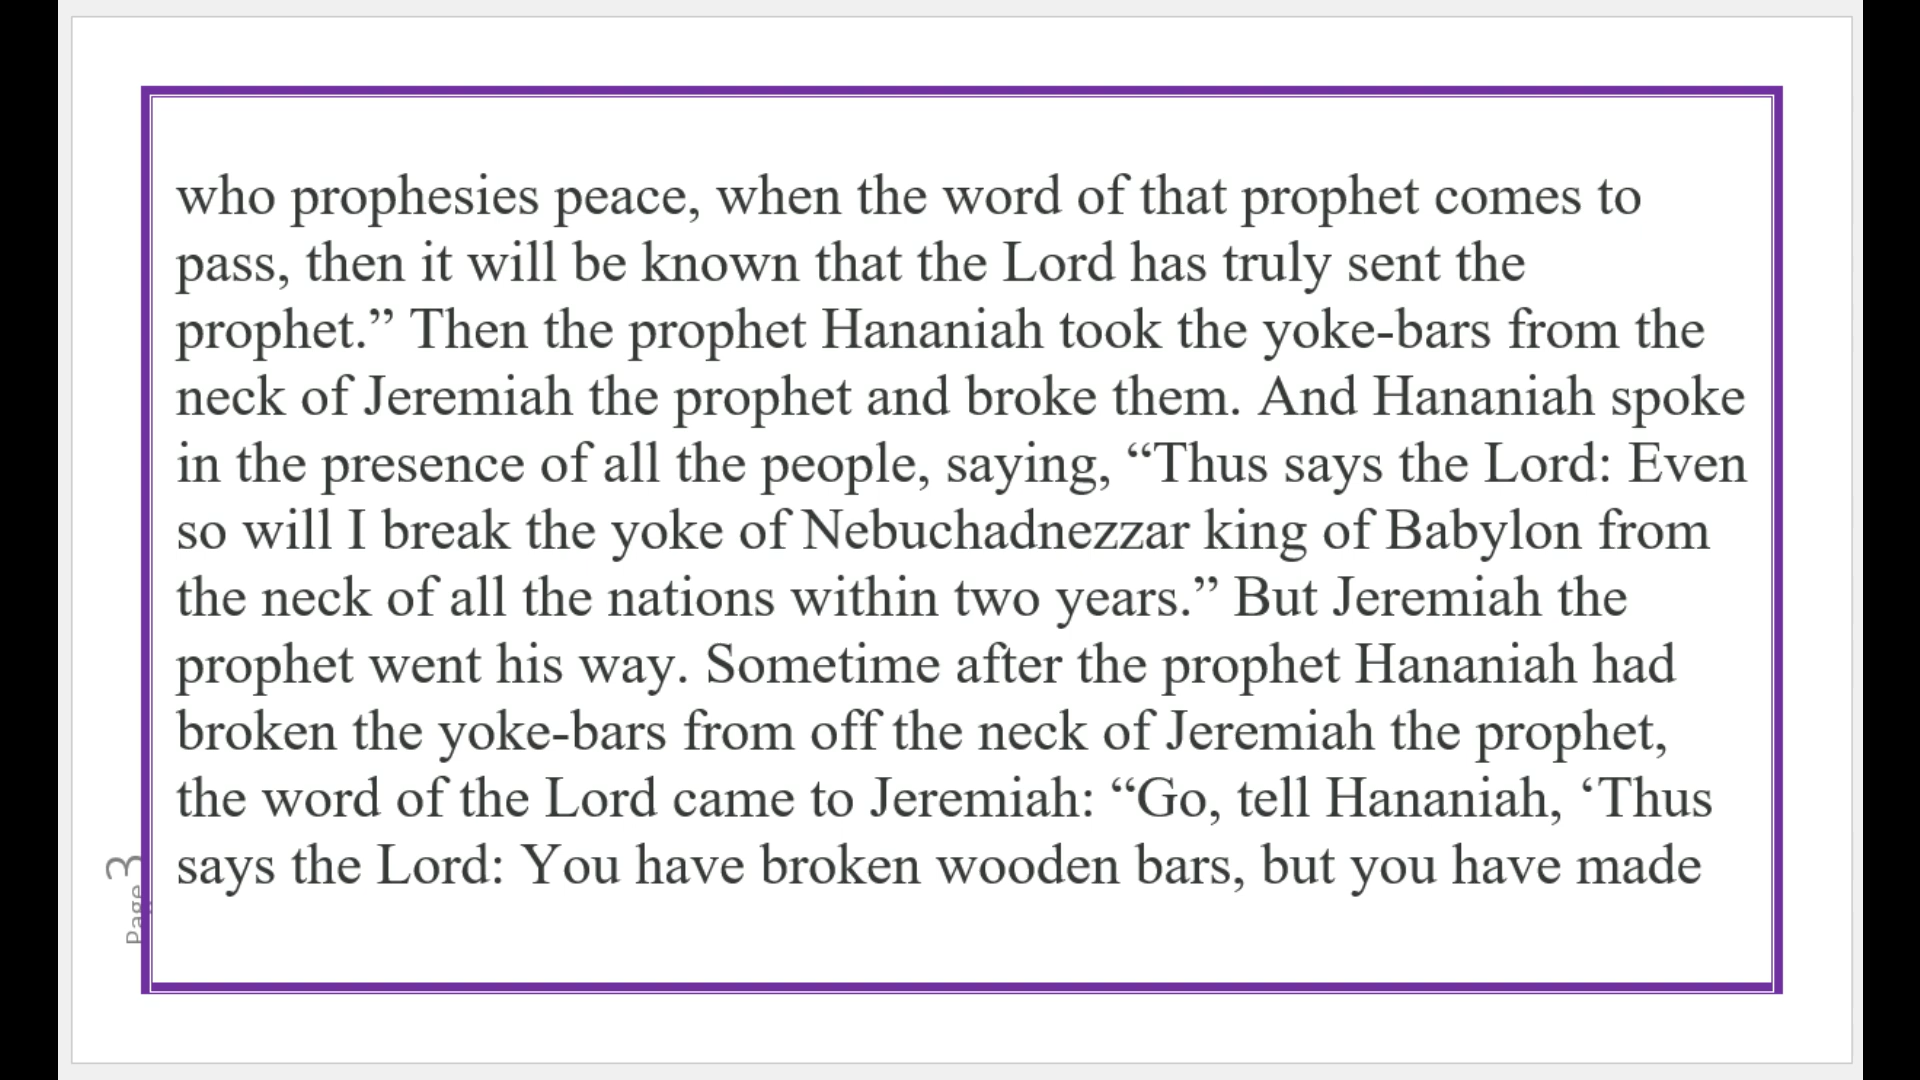 who prophesies peace, when the word of that prophet comes to
pass, then it will be known that the Lord has truly sent the
prophet.” Then the prophet Hananiah took the yoke-bars from the
neck of Jeremiah the prophet and broke them. And Hananiah spoke
in the presence of all the people, saying, “Thus says the Lord: Even
so will I break the yoke of Nebuchadnezzar king of Babylon from
the neck of all the nations within two years.” But Jeremiah the
prophet went his way. Sometime after the prophet Hananiah had
broken the yoke-bars from off the neck of Jeremiah the prophet,
the word of the Lord came to Jeremiah: “Go, tell Hananiah, ‘Thus
says the Lord: You have broken wooden bars, but you have made
Page 3